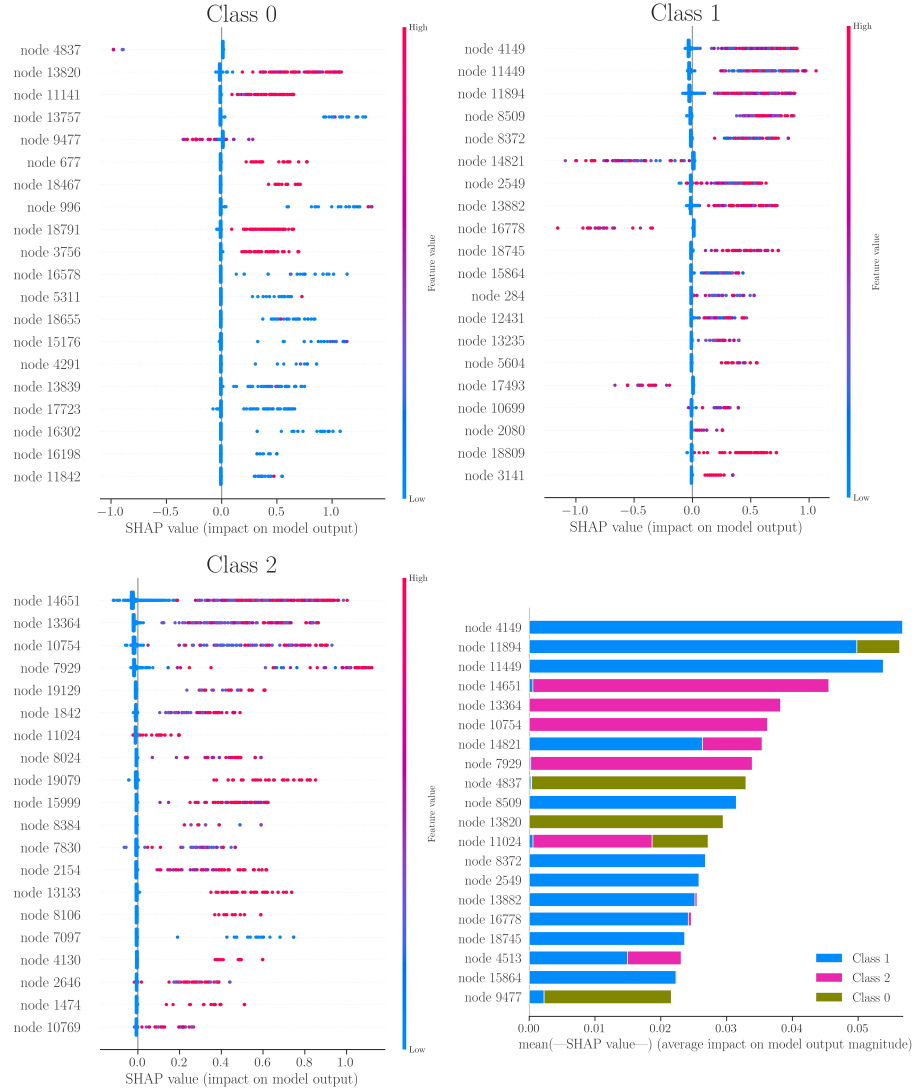 Class 0
High
node 4837
node 13820
node 11141
node 13757
node 9477
node 677
node 18467
node 996
node 18791
node 3756
node 16578
node 5311
node 18655
node 15176
node 4291
node 13839
node 17723
node 16302
node 16198
node 11842
Feature value
Low
−1.0 −0.5 0.0 0.5 1.0
SHAP value (impact on model output)
Class 1
High
node 4149
node 11449
node 11894
node 8509
node 8372
node 14821
node 2549
node 13882
node 16778
node 18745
node 15864
node 284
node 12431
node 13235
node 5604
node 17493
node 10699
node 2080
node 18809
node 3141
Feature value
Low
−1.0 −0.5 0.0 0.5 1.0
SHAP value (impact on model output)
Class 2
High
node 14651
node 13364
node 10754
node 7929
node 19129
node 1842
node 11024
node 8024
node 19079
node 15999
node 8384
node 7830
node 2154
node 13133
node 8106
node 7097
node 4130
node 2646
node 1474
node 10769
Feature value
Low
0.0 0.2 0.4 0.6 0.8 1.0
SHAP value (impact on model output)
node 4149
node 11894
node 11449
node 14651
node 13364
node 10754
node 14821
node 7929
node 4837
node 8509
node 13820
node 11024
node 8372
node 2549
node 13882
node 16778
node 18745
node 4513
node 15864
node 9477
Class 1
Class 2
Class 0
0.00 0.01 0.02 0.03 0.04 0.05
mean(—SHAP value—) (average impact on model output magnitude)